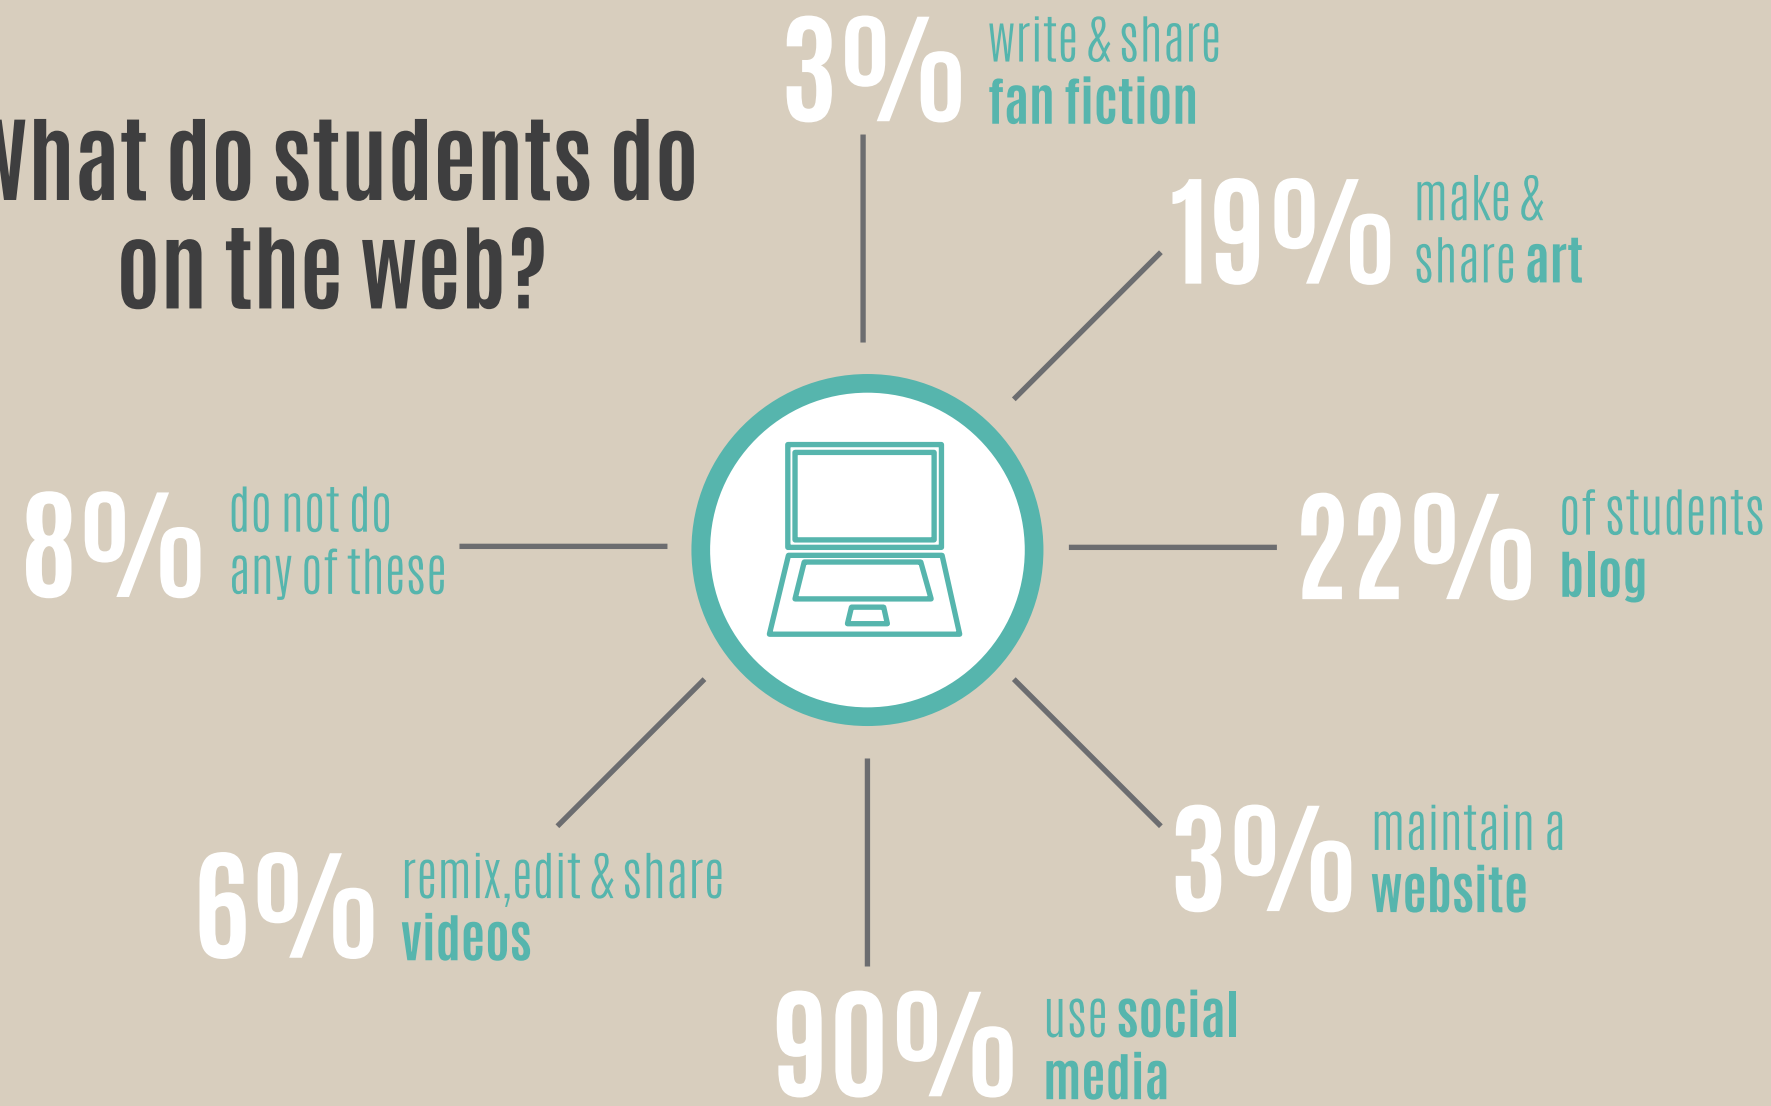 What do students do
on the web?
3% write & share
fan fiction
19% make &
share art
22% of students
blog
3% maintain a
website
90% use social
media
6% remix,edit & share
videos
8% do not do
any of these